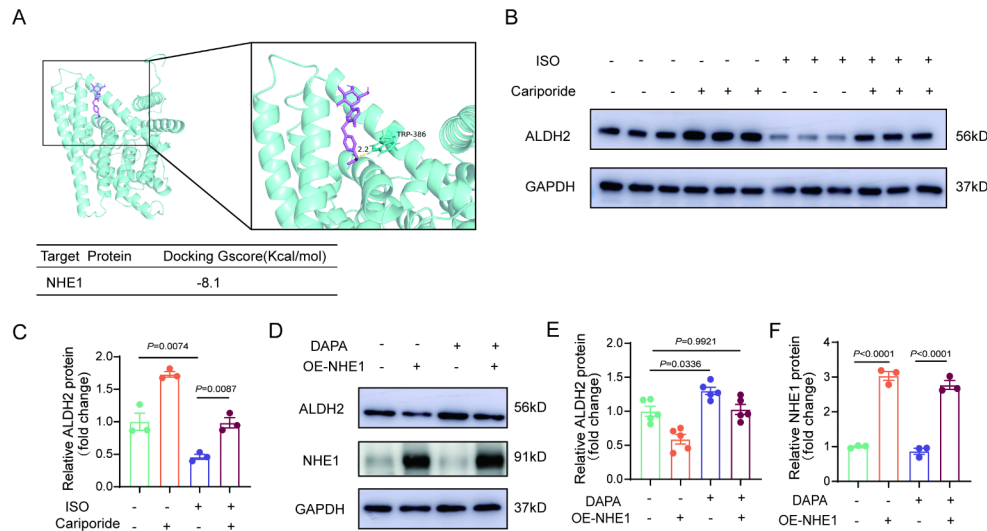 A
TRP-386
2.2
Target Protein Docking Gscore(Kcal/mol)
NHE1 -8.1
B
ISO - - - - - - + + + + + +
Cariporide - - - + + + - - - + + +
ALDH2 56kD
GAPDH 37kD
C
Relative ALDH2 protein
(fold change)
2.0
1.5
1.0
0.5
0.0
P=0.0074
P=0.0087
ISO - - + +
Cariporide - + - +
D
DAPA - - + +
OE-NHE1 - + - +
ALDH2 56kD
NHE1 91kD
GAPDH 37kD
E
Relative ALDH2 protein
(fold change)
2.0
1.5
1.0
0.5
0.0
P=0.9921
P=0.0336
DAPA - - + +
OE-NHE1 - + - +
F
Relative NHE1 protein
(fold change)
4
3
2
1
0
P<0.0001 P<0.0001
DAPA - - + +
OE-NHE1 - + - +